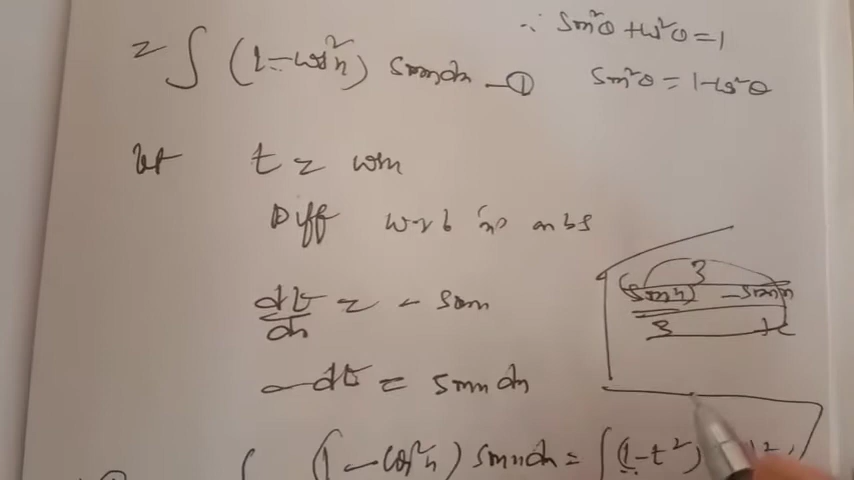 ∵ Sin²θ + cos²θ = 1
= ∫ (1 - cos²x) sinx dx — ①
Sin²θ = 1 - cos²θ
let t = cosx
Diff w.r.t 'x' on b.s
dt/dx = - sinx
- dt = sinx dx
(1 - cos²x) sinx dx = ∫ (1 - t²)